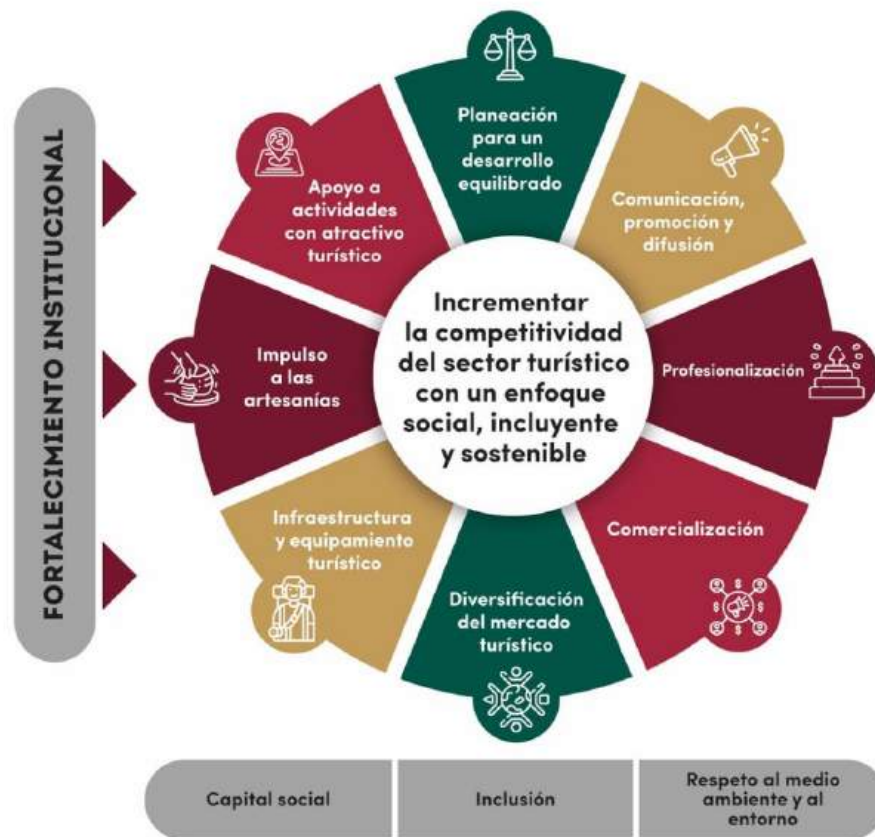 FORTALECIMIENTO INSTITUCIONAL
Planeación
para un
desarrollo
equilibrado
Comunicación,
promoción y
difusión
Profesionalización
Comercialización
Diversificación
del mercado
turístico
Infraestructura
y equipamiento
turístico
Impulso
a las
artesanías
Apoyo a
actividades
con atractivo
turístico
Incrementar
la competitividad
del sector turístico
con un enfoque
social, incluyente
y sostenible
Capital social
Inclusión
Respeto al medio
ambiente y al
entorno